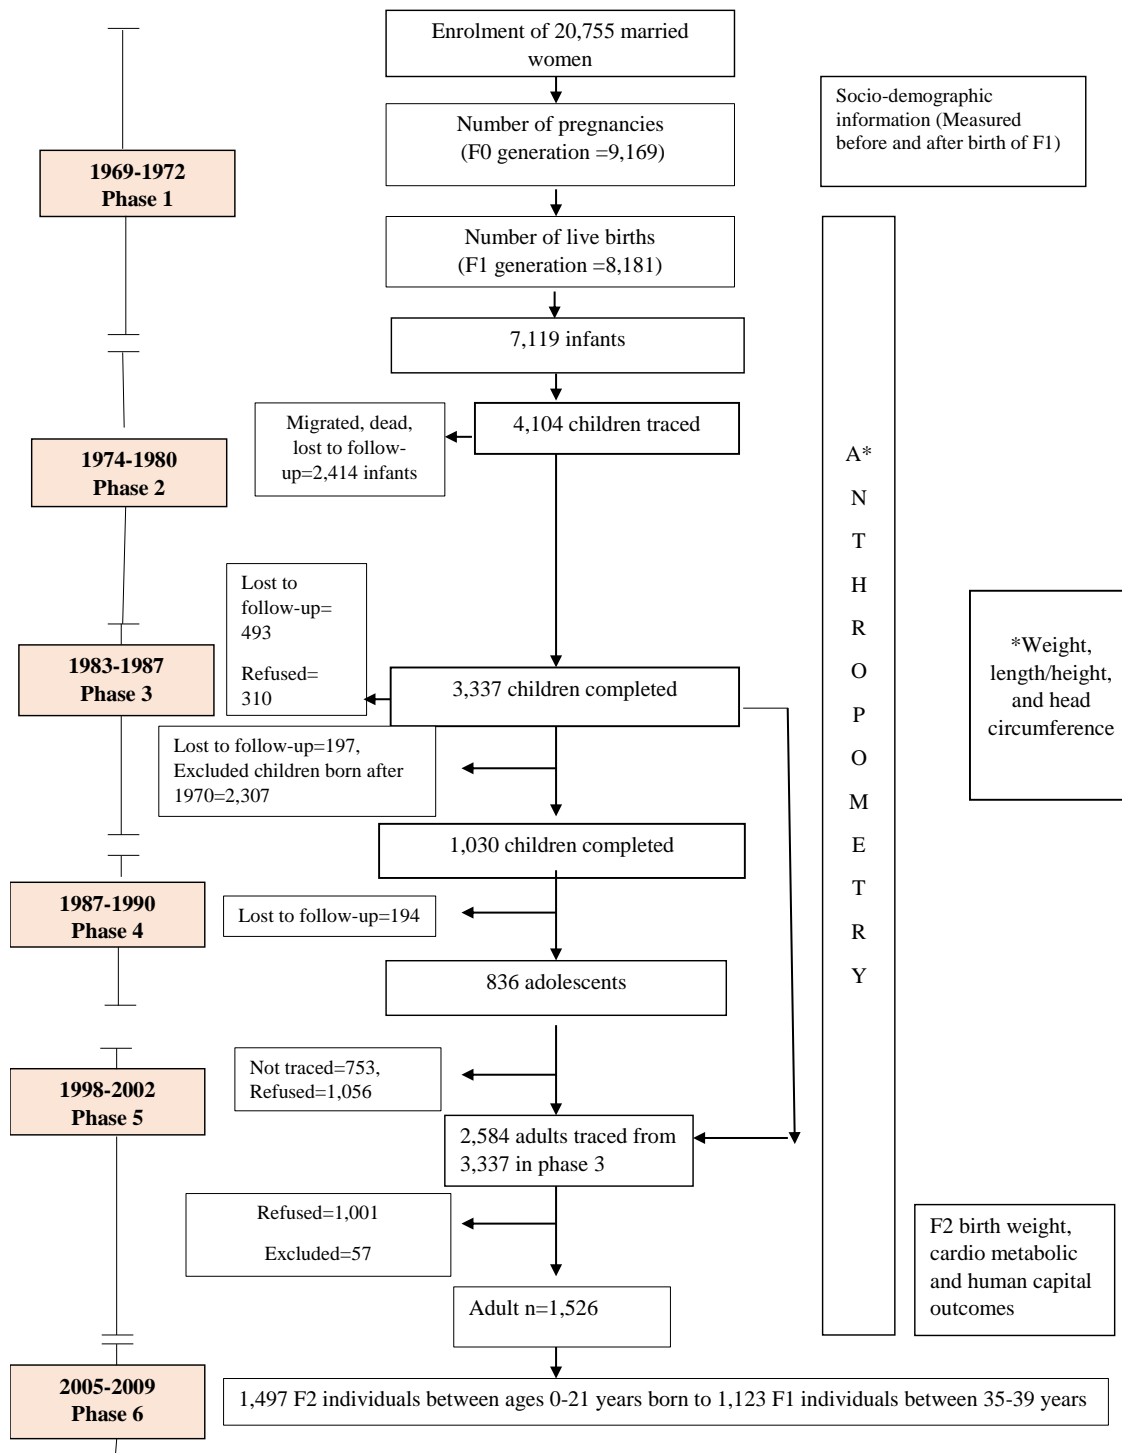 Enrolment of 20,755 married
women
Socio-demographic
information (Measured
before and after birth of F1)
Number of pregnancies
(F0 generation =9,169)
1969-1972
Phase 1
Number of live births
(F1 generation =8,181)
7,119 infants
Migrated, dead,
lost to follow-
up=2,414 infants
4,104 children traced
1974-1980
Phase 2
A*
N
T
H
R
O
P
O
M
E
T
R
Y
Lost to
follow-up=
493
Refused=
310
*Weight,
length/height,
and head
circumference
1983-1987
Phase 3
3,337 children completed
Lost to follow-up=197,
Excluded children born after
1970=2,307
1,030 children completed
1987-1990
Phase 4
Lost to follow-up=194
836 adolescents
Not traced=753,
Refused=1,056
1998-2002
Phase 5
2,584 adults traced from
3,337 in phase 3
Refused=1,001
Excluded=57
F2 birth weight,
cardio metabolic
and human capital
outcomes
Adult n=1,526
2005-2009
Phase 6
1,497 F2 individuals between ages 0-21 years born to 1,123 F1 individuals between 35-39 years